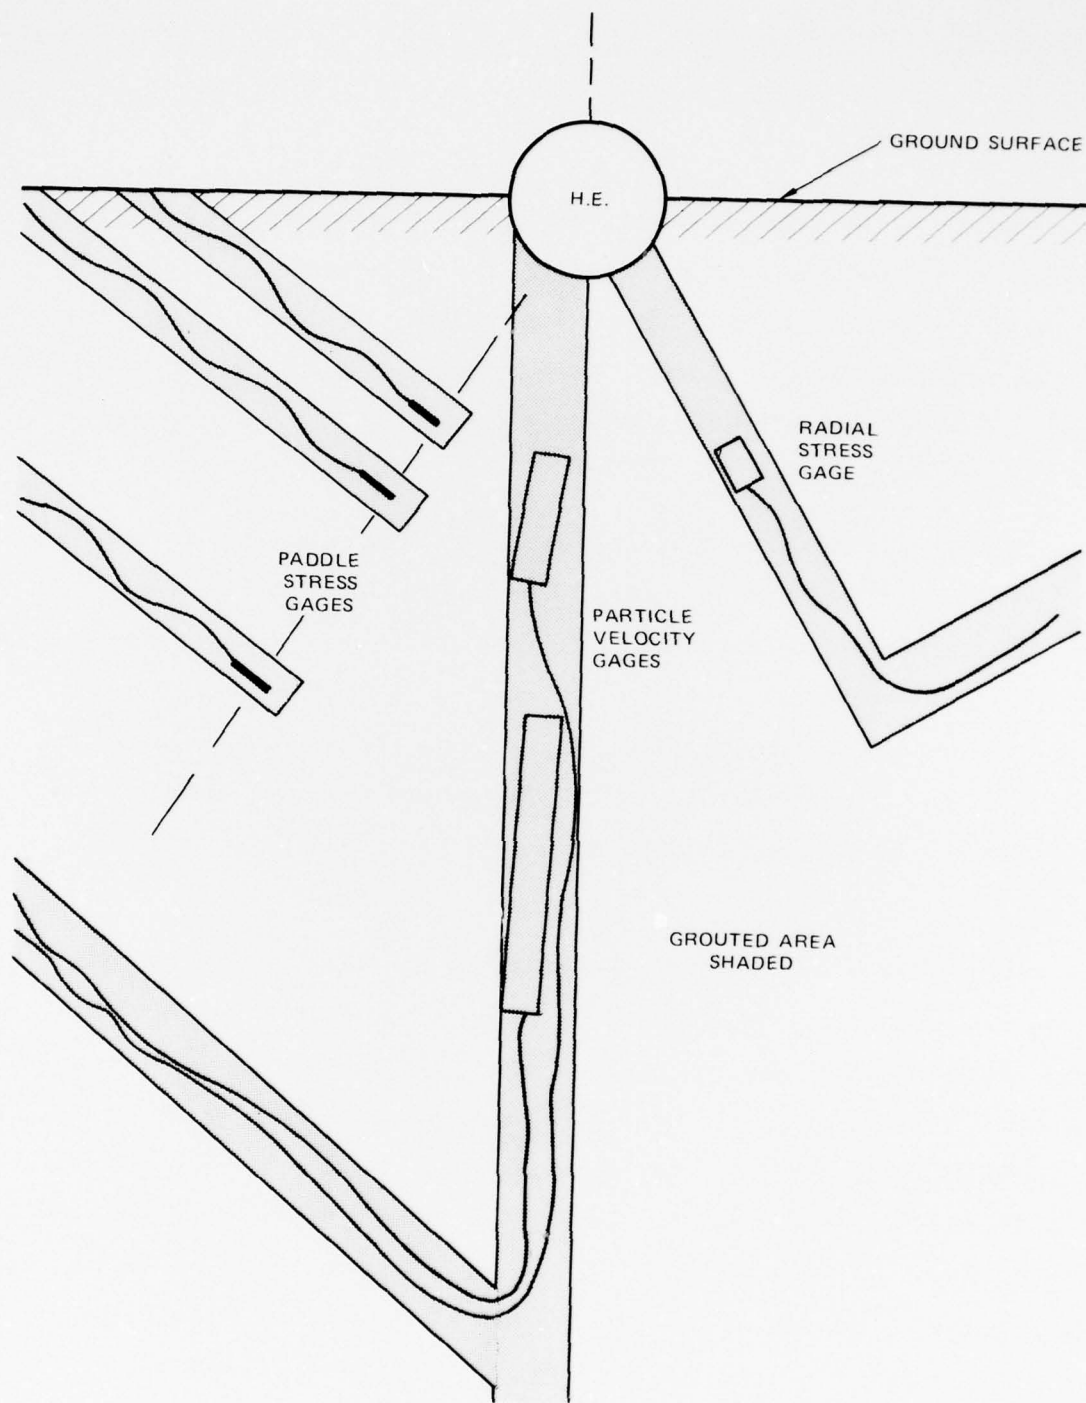 GROUND SURFACE
H.E.
RADIAL
STRESS
GAGE
PADDLE
STRESS
GAGES
PARTICLE
VELOCITY
GAGES
GROUTED AREA
SHADED